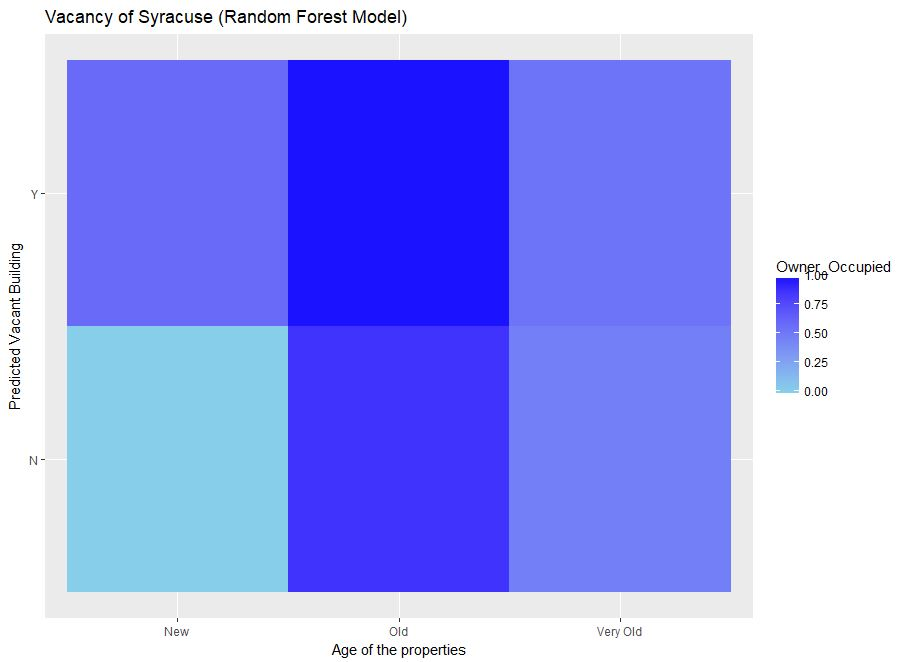 Vacancy of Syracuse (Random Forest Model)
Predicted Vacant Building
Y
N
New
Old
Very Old
Age of the properties
Owner_Occupied
1.00
0.75
0.50
0.25
0.00